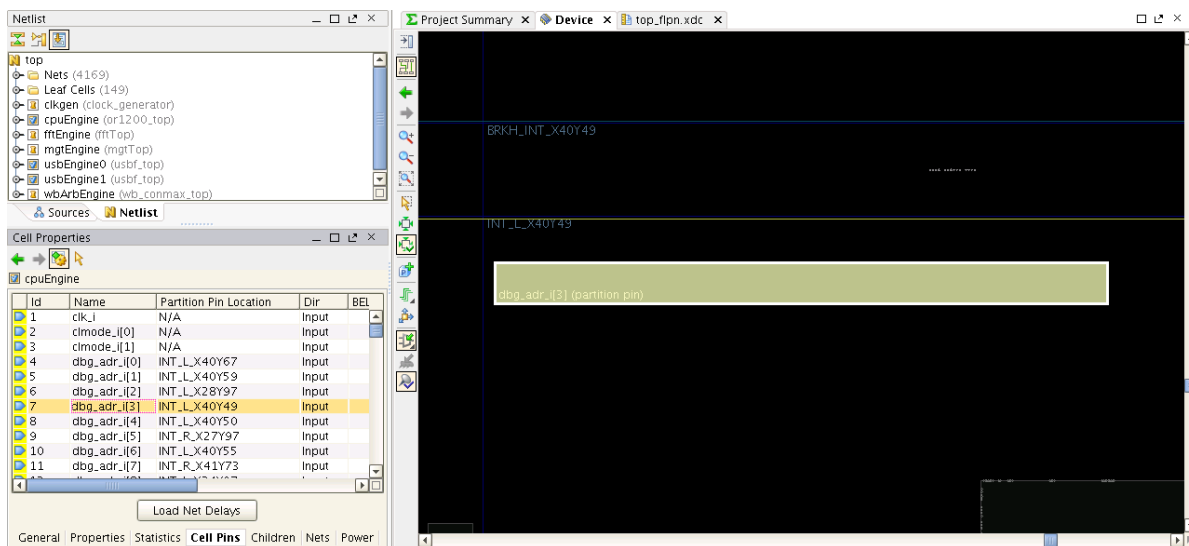 Netlist
top
Nets (4169)
Leaf Cells (149)
clkgen (clock_generator)
cpuEngine (or1200_top)
fftEngine (fftTop)
mgtEngine (mgtTop)
usbEngine0 (usbf_top)
usbEngine1 (usbf_top)
wbArbEngine (wb_conmax_top)
Sources Netlist
Cell Properties
cpuEngine
Id Name Partition Pin Location Dir BEL
1 clk_i N/A Input
2 clmode_i[0] N/A Input
3 clmode_i[1] N/A Input
4 dbg_adr_i[0] INT_L_X40Y67 Input
5 dbg_adr_i[1] INT_L_X40Y59 Input
6 dbg_adr_i[2] INT_L_X28Y97 Input
7 dbg_adr_i[3] INT_L_X40Y49 Input
8 dbg_adr_i[4] INT_L_X40Y50 Input
9 dbg_adr_i[5] INT_R_X27Y97 Input
10 dbg_adr_i[6] INT_L_X40Y55 Input
11 dbg_adr_i[7] INT_R_X41Y73 Input
Load Net Delays
General Properties Statistics Cell Pins Children Nets Power
Project Summary Device top_flpn.xdc
BRKH_INT_X40Y49
INT_L_X40Y49
dbg_adr_i[3] (partition pin)